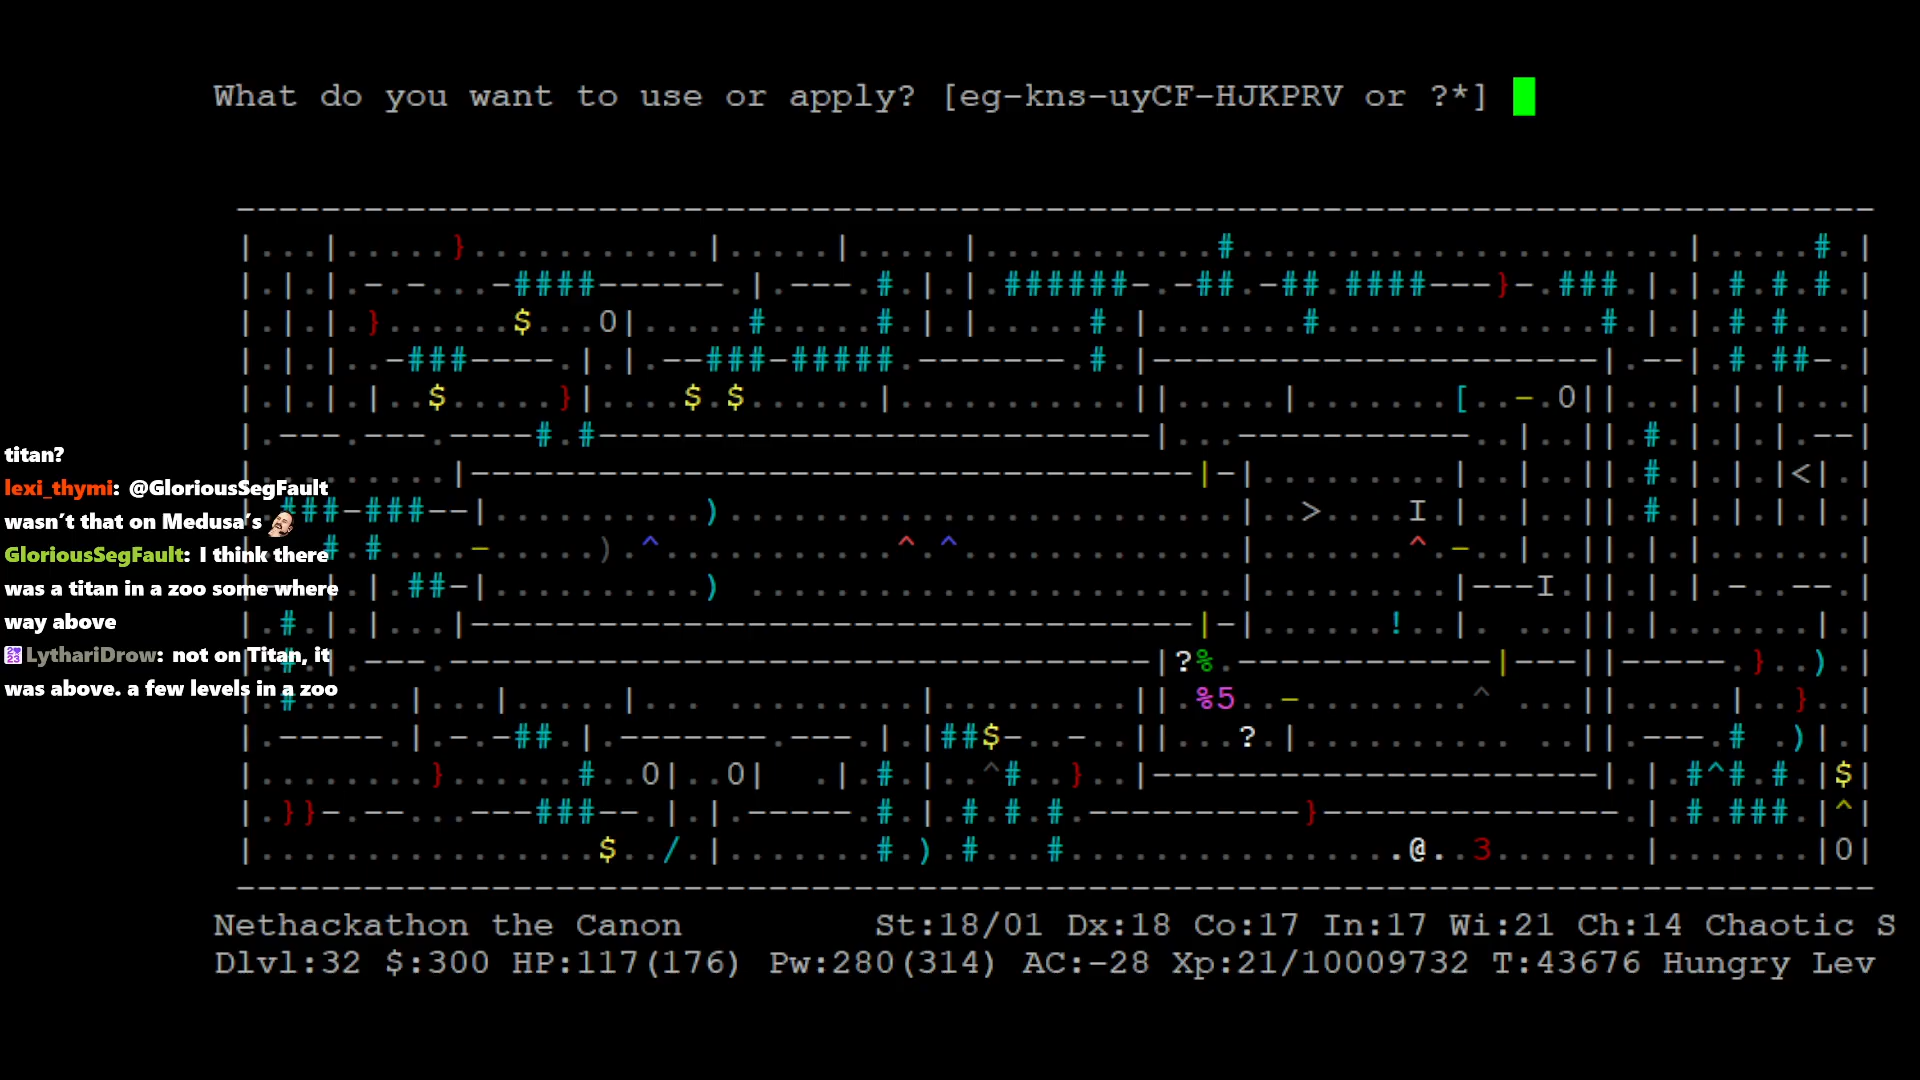 What do you want to use or apply? [eg-kns-uyCF-HJKPRV or ?*]
titan?
lexi_thymi: @GloriousSegFault
wasn't that on Medusa's
GloriousSegFault: I think there
was a titan in a zoo some where
way above
LythariDrow: not on Titan, it
was above. a few levels in a zoo
Nethackathon the Canon St:18/01 Dx:18 Co:17 In:17 Wi:21 Ch:14 Chaotic S
Dlvl:32 $:300 HP:117(176) Pw:280(314) AC:-28 Xp:21/10009732 T:43676 Hungry Lev